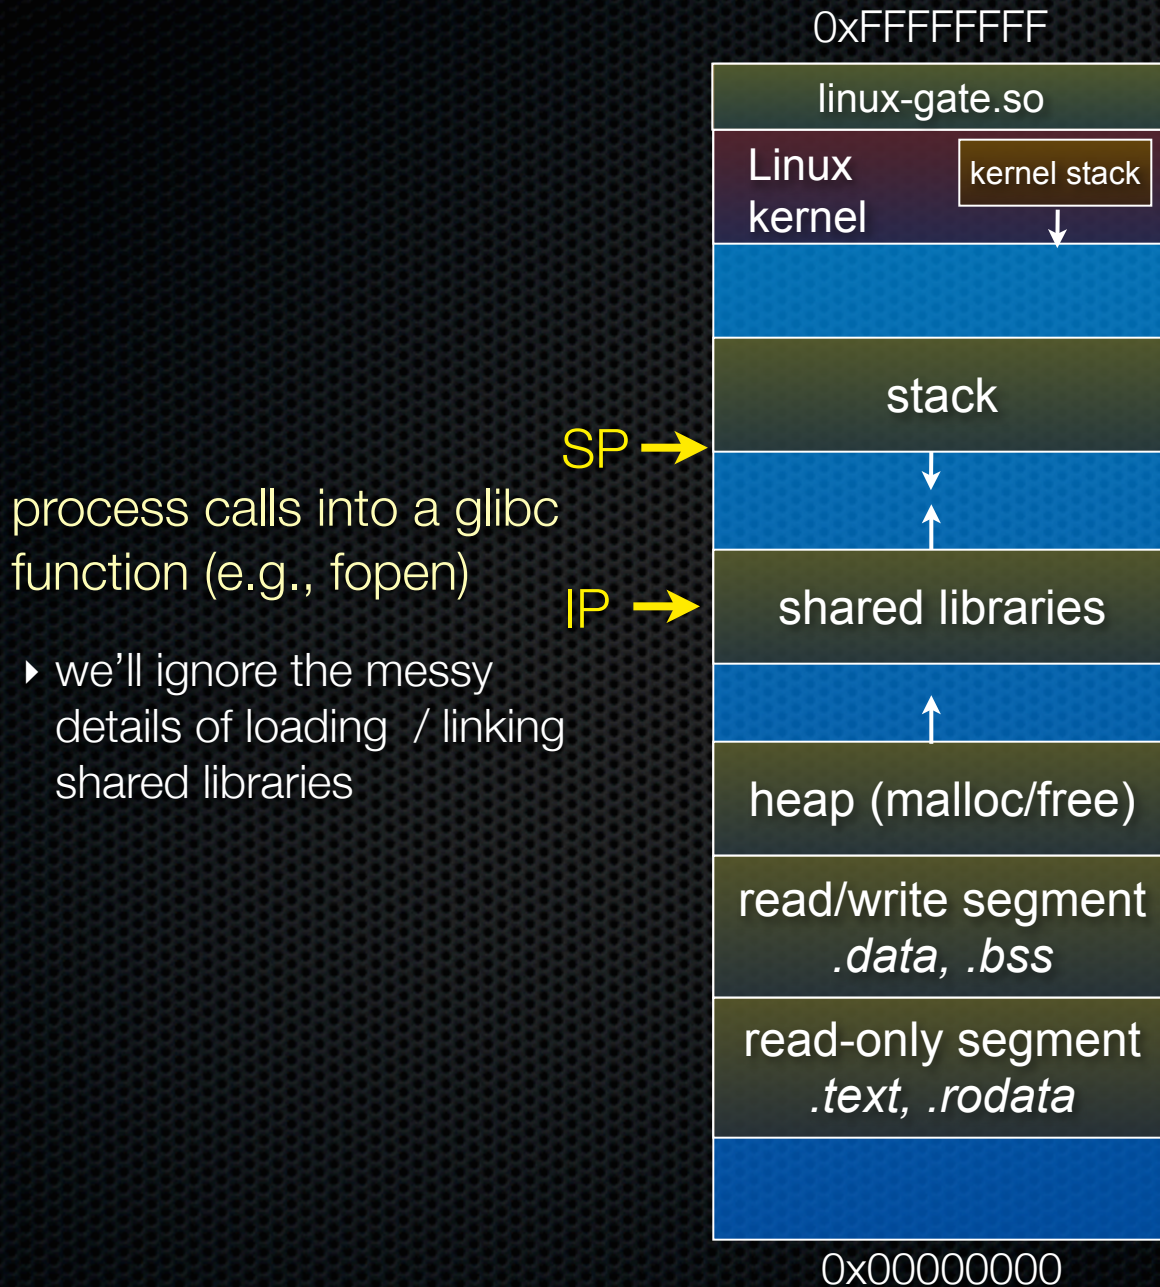 process calls into a glibc
function (e.g., fopen)
‣ we’ll ignore the messy
details of loading / linking
shared libraries
0xFFFFFFFF
linux-gate.so
Linux
kernel
kernel stack
stack
SP
IP
shared libraries
heap (malloc/free)
read/write segment
.data, .bss
read-only segment
.text, .rodata
0x00000000